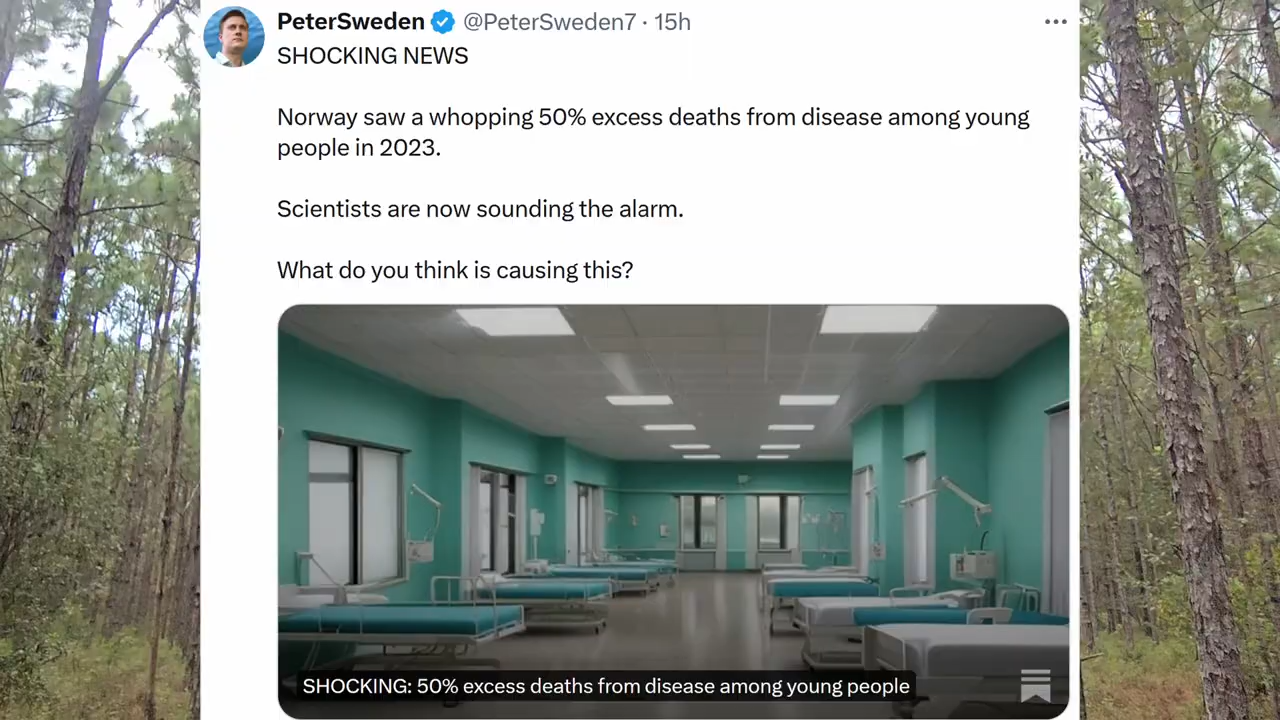 PeterSweden @PeterSweden7 · 15h
SHOCKING NEWS
Norway saw a whopping 50% excess deaths from disease among young
people in 2023.
Scientists are now sounding the alarm.
What do you think is causing this?
SHOCKING: 50% excess deaths from disease among young people